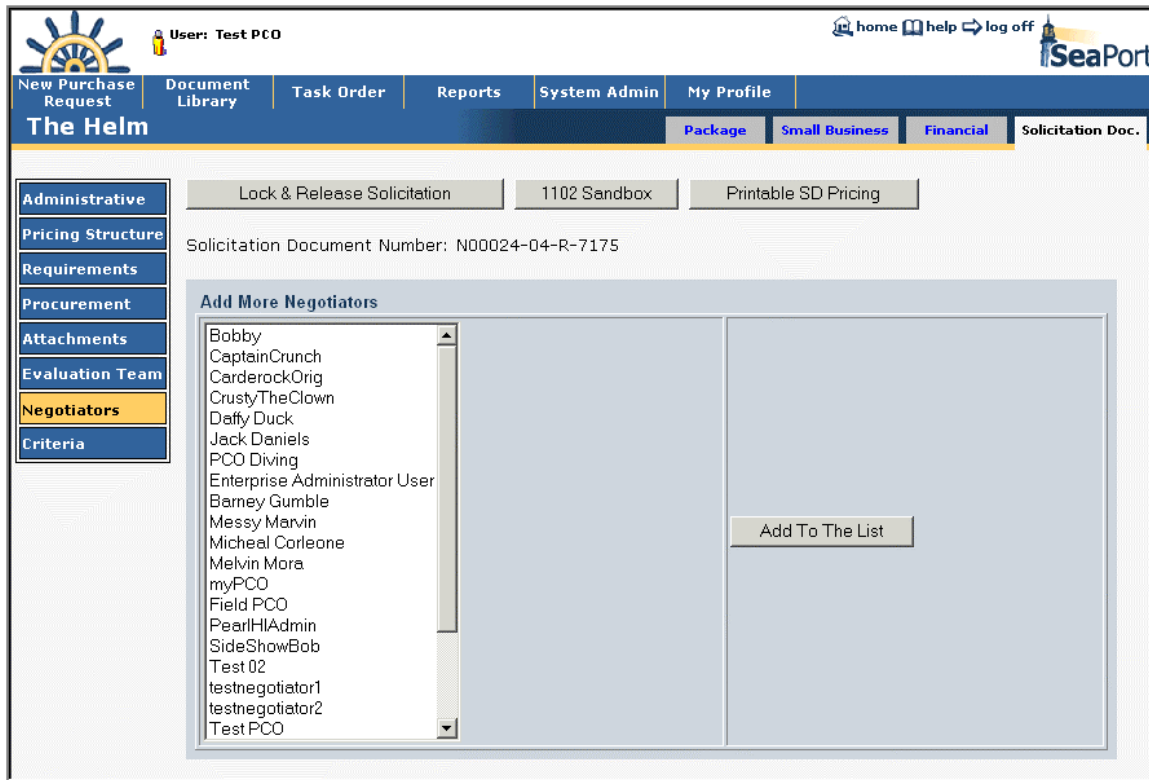 User: Test PCO
home help log off
SeaPort
New Purchase Request
Document Library
Task Order
Reports
System Admin
My Profile
The Helm
Package
Small Business
Financial
Solicitation Doc.
Administrative
Pricing Structure
Requirements
Procurement
Attachments
Evaluation Team
Negotiators
Criteria
Lock & Release Solicitation
1102 Sandbox
Printable SD Pricing
Solicitation Document Number: N00024-04-R-7175
Add More Negotiators
Bobby
CaptainCrunch
CarderockOrig
CrustyTheClown
Daffy Duck
Jack Daniels
PCO Diving
Enterprise Administrator User
Barney Gumble
Messy Marvin
Micheal Corleone
Melvin Mora
myPCO
Field PCO
PearlHIAdmin
SideShowBob
Test 02
testnegotiator1
testnegotiator2
Test PCO
Add To The List